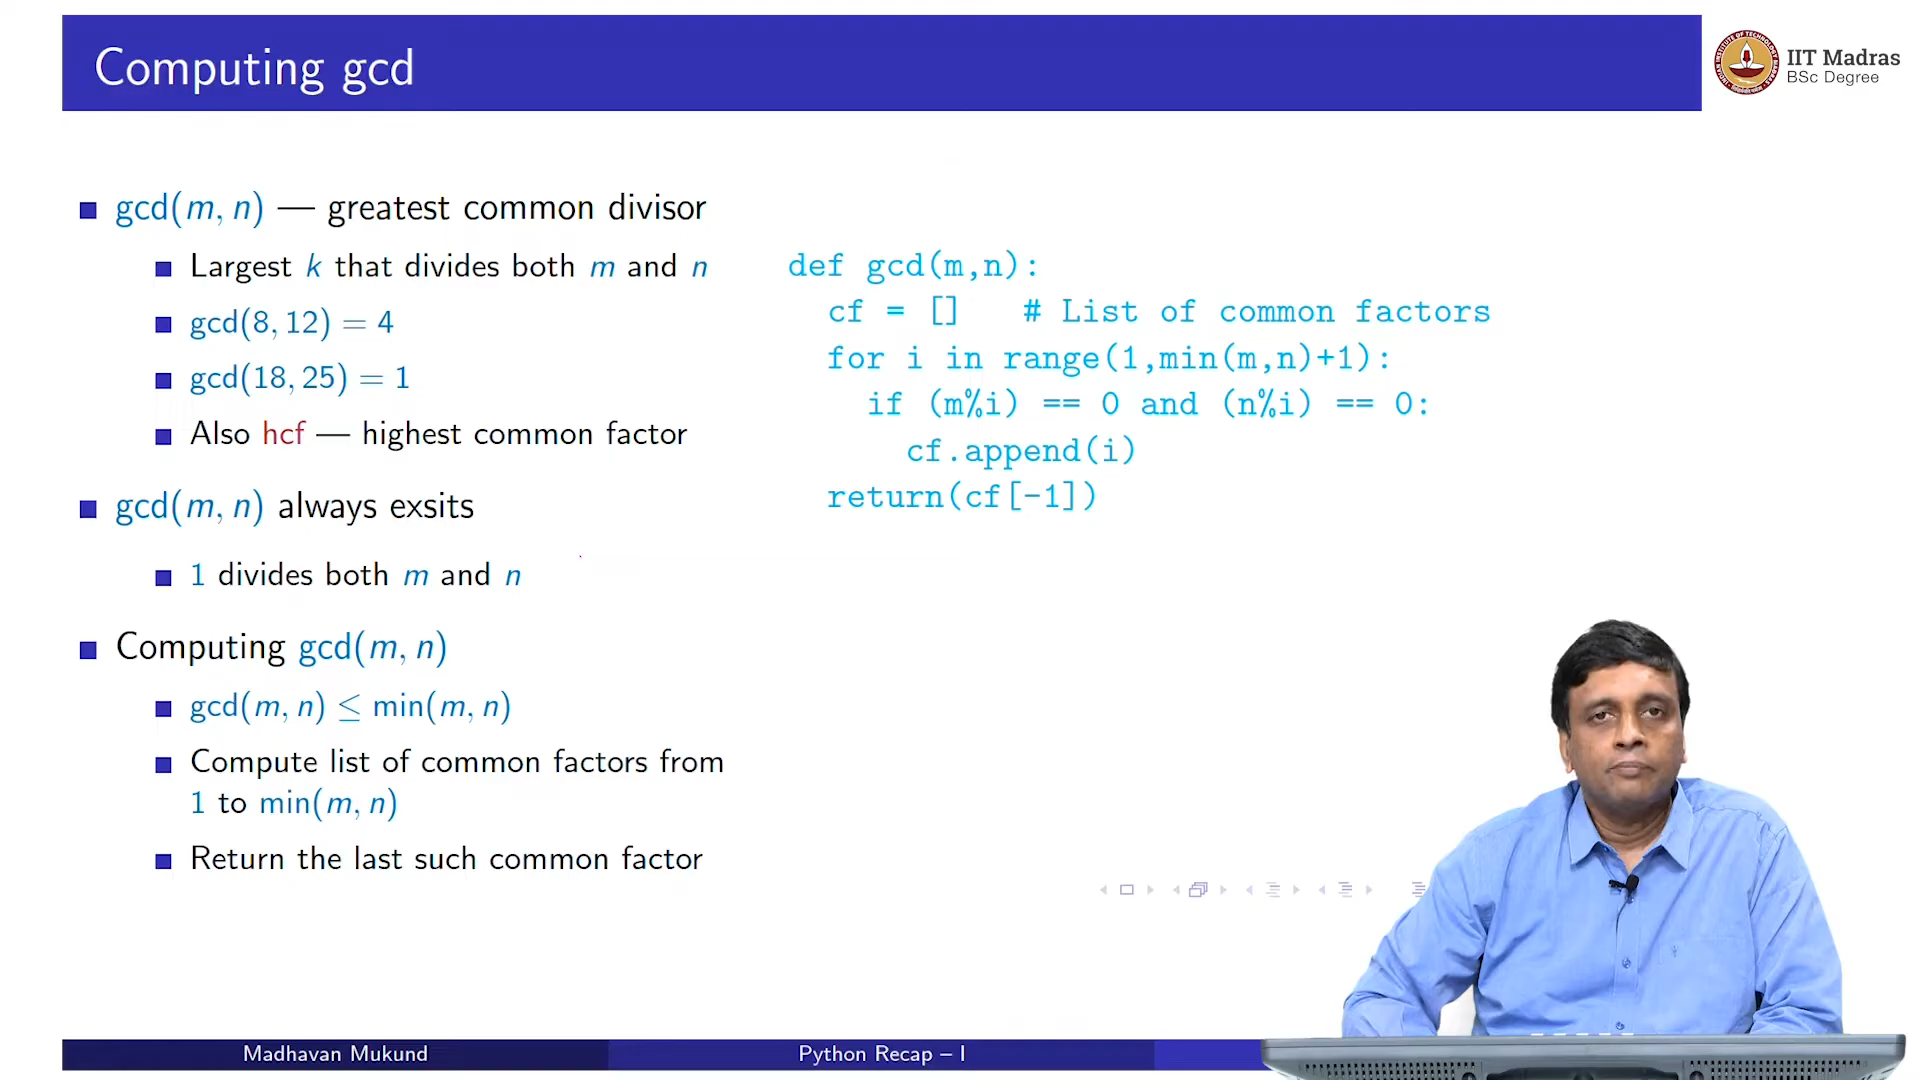 Computing gcd
IIT Madras
BSc Degree
gcd(m, n) — greatest common divisor
Largest k that divides both m and n
gcd(8, 12) = 4
gcd(18, 25) = 1
Also hcf — highest common factor
gcd(m, n) always exsits
1 divides both m and n
Computing gcd(m, n)
gcd(m, n) ≤ min(m, n)
Compute list of common factors from
1 to min(m, n)
Return the last such common factor
def gcd(m,n):
  cf = []   # List of common factors
  for i in range(1,min(m,n)+1):
    if (m%i) == 0 and (n%i) == 0:
      cf.append(i)
  return(cf[-1])
Madhavan Mukund
Python Recap – I